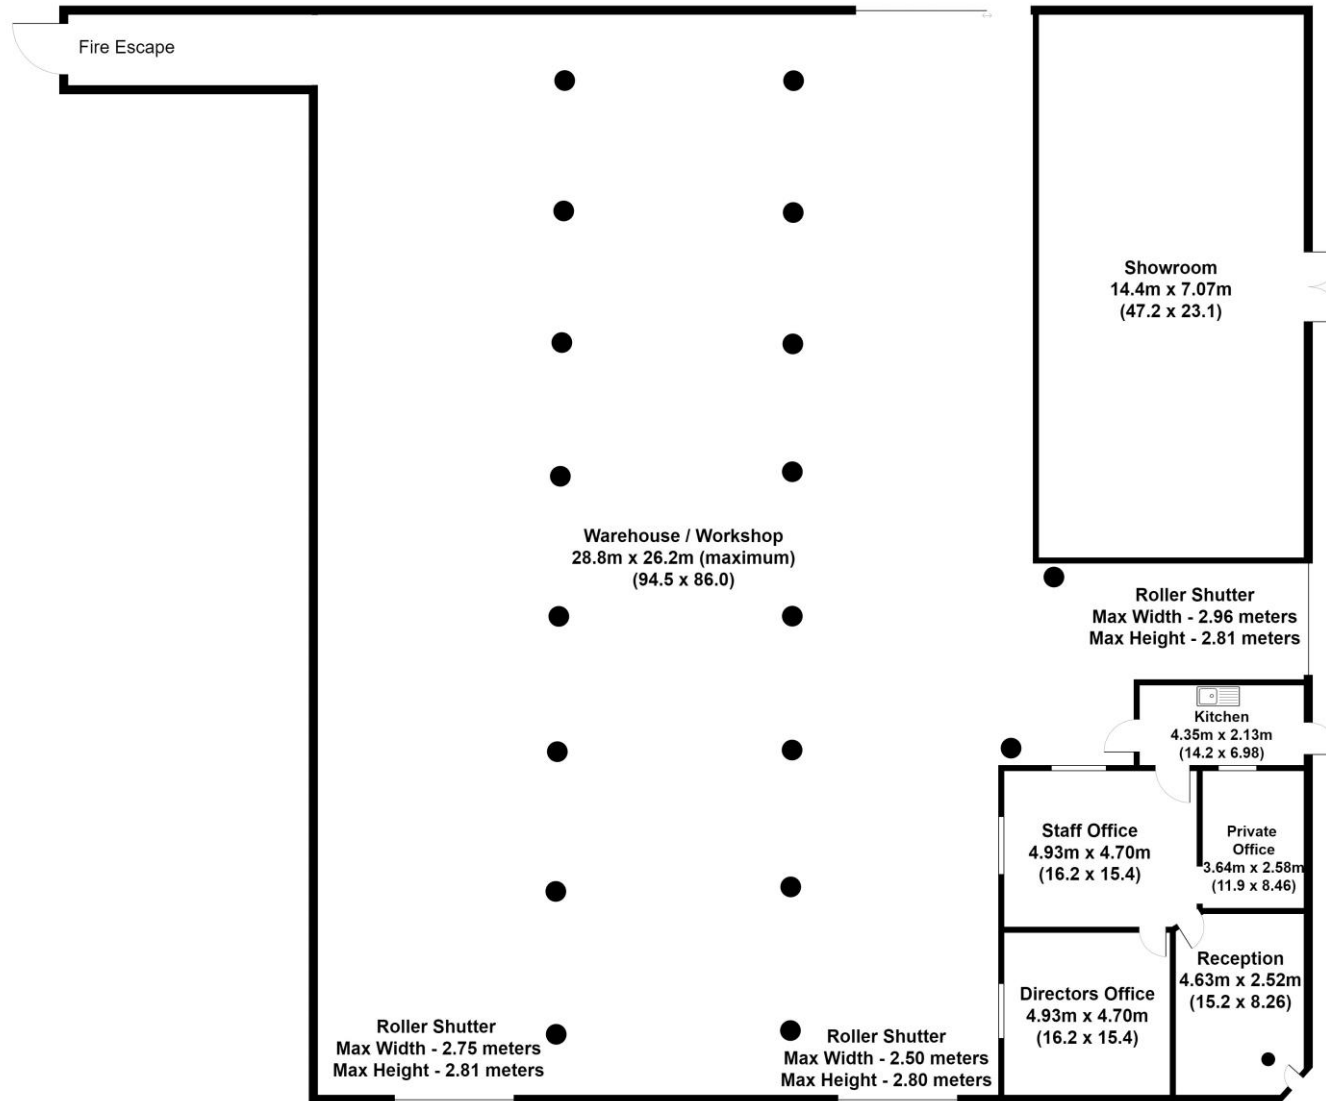 Fire Escape
Showroom
14.4m x 7.07m
(47.2 x 23.1)
Warehouse / Workshop
28.8m x 26.2m (maximum)
(94.5 x 86.0)
Roller Shutter
Max Width - 2.96 meters
Max Height - 2.81 meters
Kitchen
4.35m x 2.13m
(14.2 x 6.98)
Staff Office
4.93m x 4.70m
(16.2 x 15.4)
Private
Office
3.64m x 2.58m
(11.9 x 8.46)
Reception
4.63m x 2.52m
(15.2 x 8.26)
Directors Office
4.93m x 4.70m
(16.2 x 15.4)
Roller Shutter
Max Width - 2.75 meters
Max Height - 2.81 meters
Roller Shutter
Max Width - 2.50 meters
Max Height - 2.80 meters